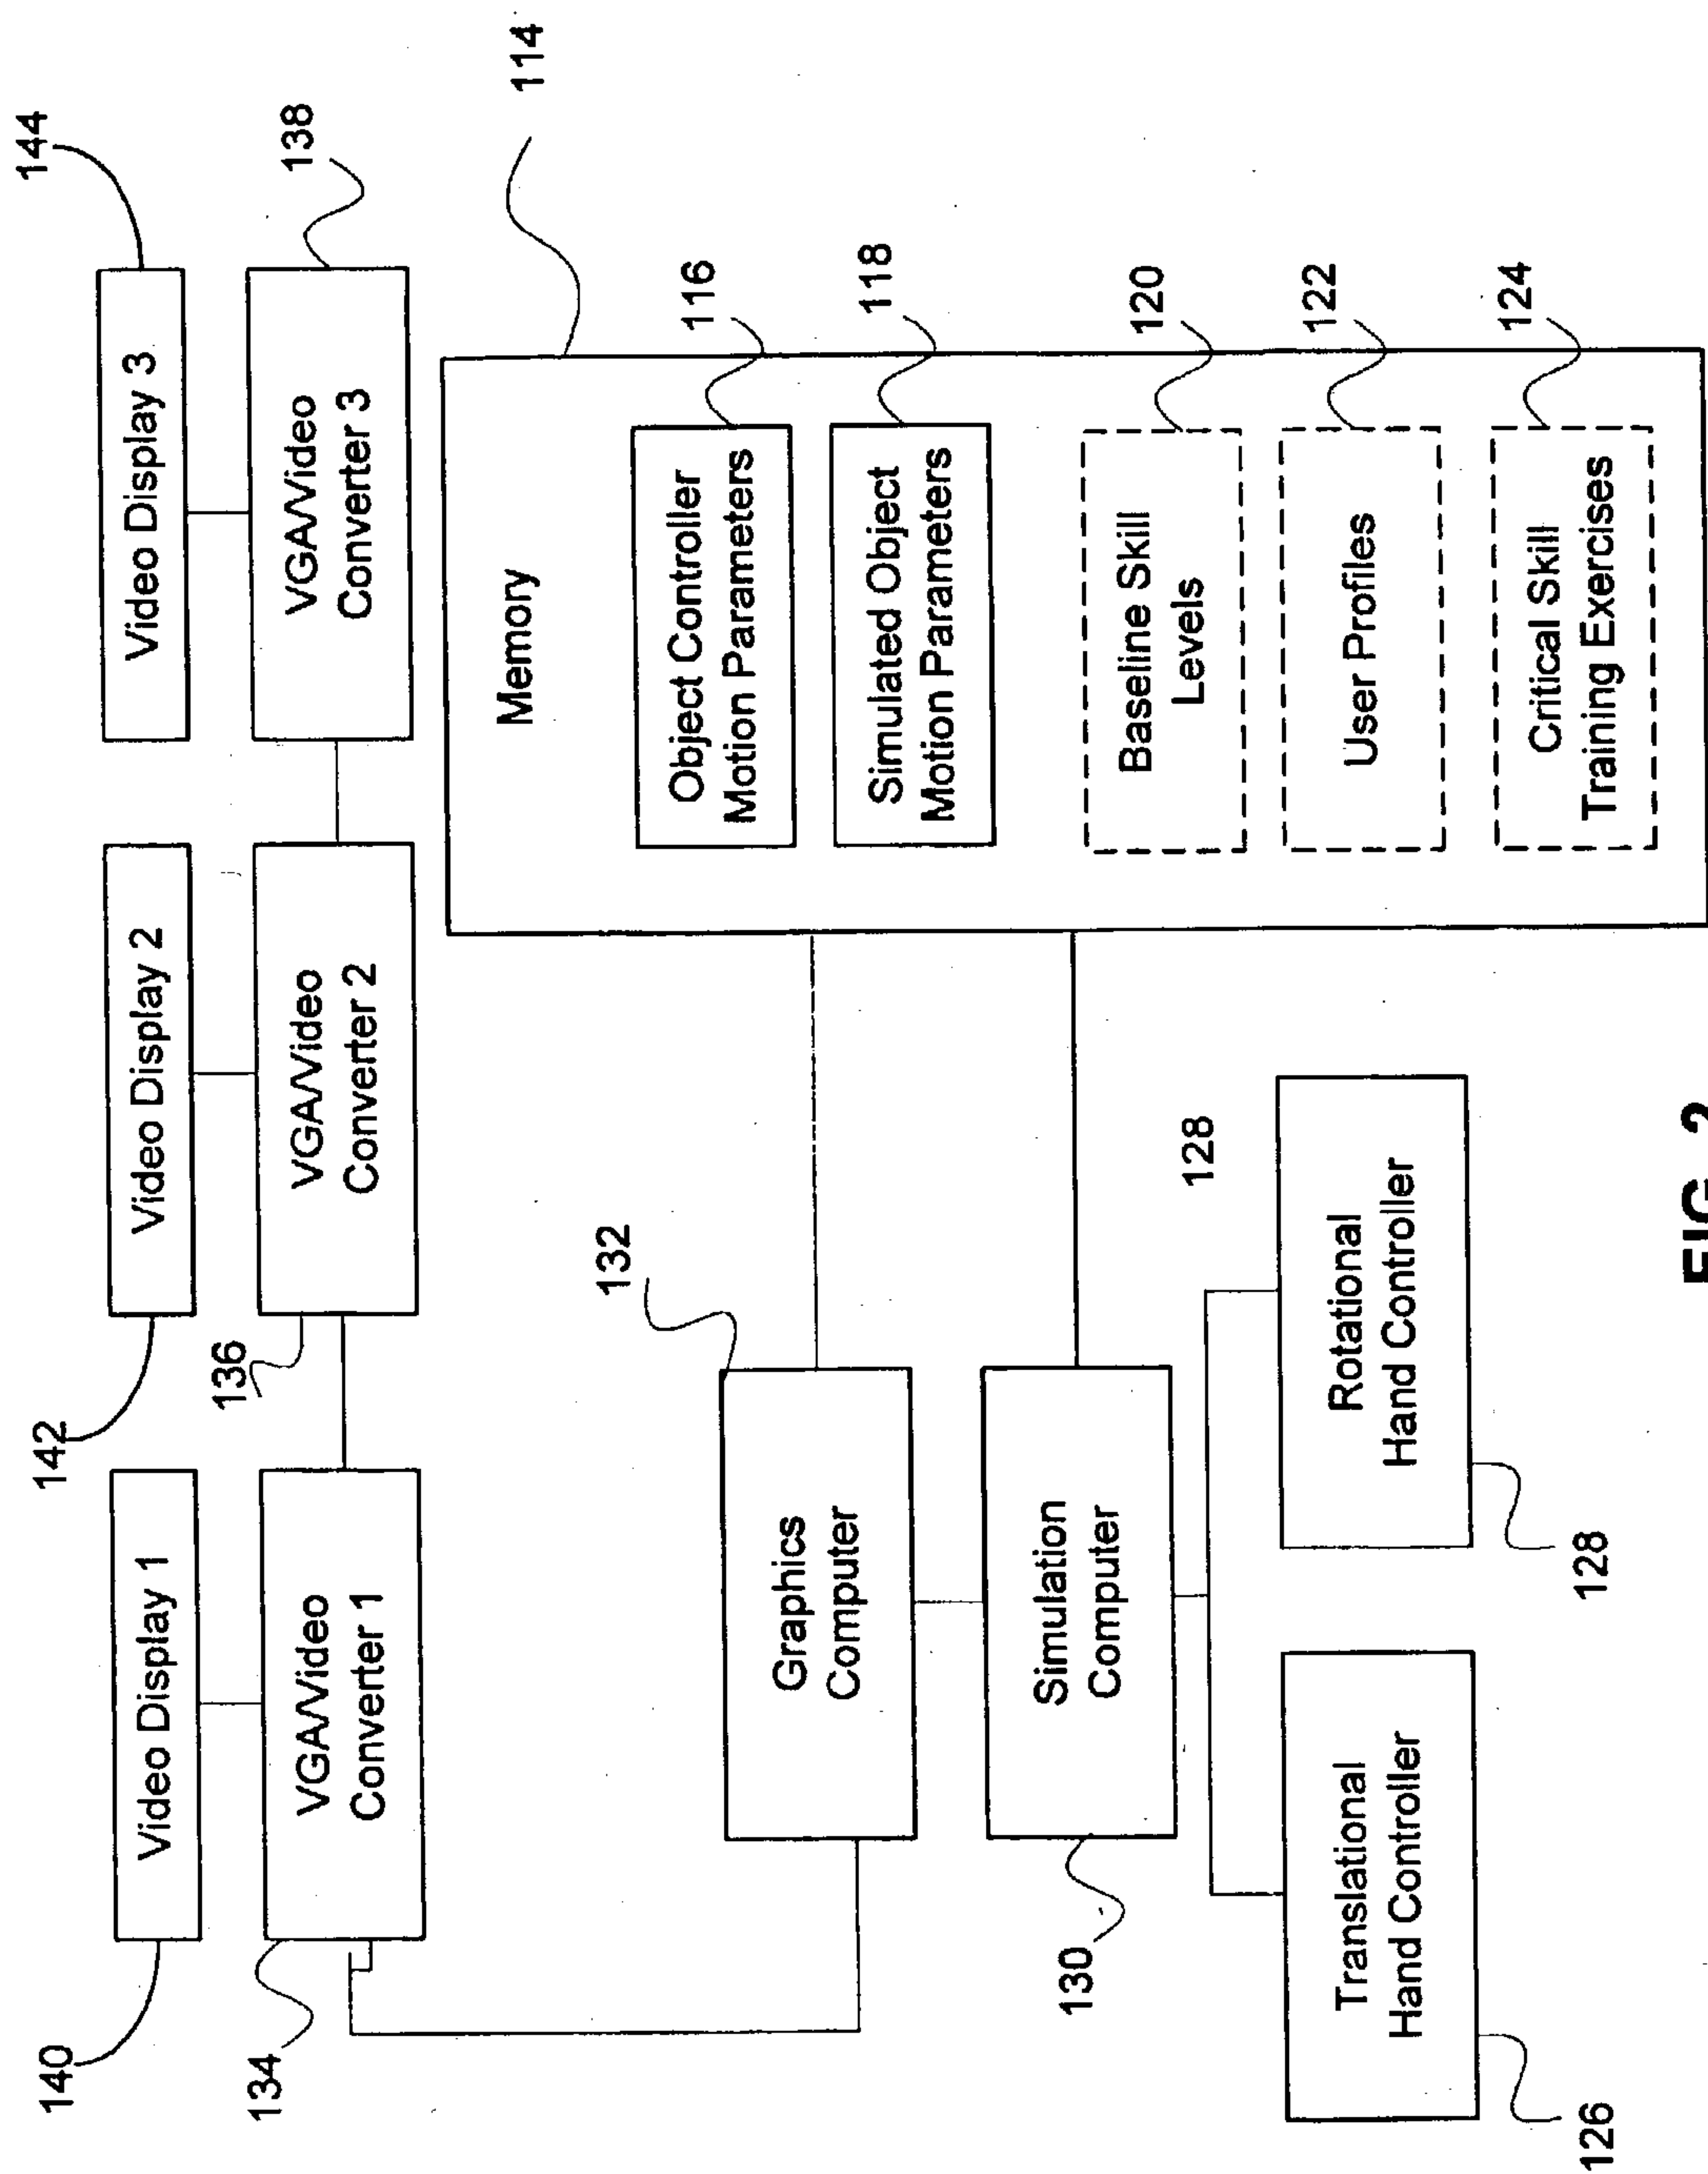 144
Video Display 1
Video Display 2
Video Display 3
140
142
138
VGA/Video
Converter 1
VGA/Video
Converter 2
VGA/Video
Converter 3
134
136
114
Memory
132
116
Object Controller
Motion Parameters
Graphics
Computer
118
Simulated Object
Motion Parameters
Simulation
Computer
130
120
Baseline Skill
Levels
128
122
User Profiles
Translational
Hand Controller
Rotational
Hand Controller
124
Critical Skill
Training Exercises
126
128
FIG. 2